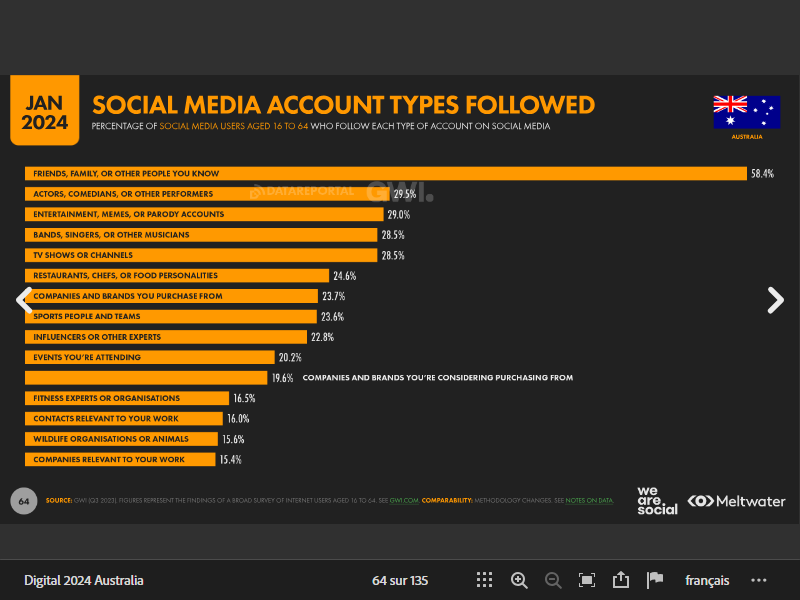 JAN
2024
SOCIAL MEDIA ACCOUNT TYPES FOLLOWED
PERCENTAGE OF SOCIAL MEDIA USERS AGED 16 TO 64 WHO FOLLOW EACH TYPE OF ACCOUNT ON SOCIAL MEDIA
AUSTRALIA
FRIENDS, FAMILY, OR OTHER PEOPLE YOU KNOW 58.4%
ACTORS, COMEDIANS, OR OTHER PERFORMERS 29.5%
DATAREPORTAL GWI.
ENTERTAINMENT, MEMES, OR PARODY ACCOUNTS 29.0%
BANDS, SINGERS, OR OTHER MUSICIANS 28.5%
TV SHOWS OR CHANNELS 28.5%
RESTAURANTS, CHEFS, OR FOOD PERSONALITIES 24.6%
COMPANIES AND BRANDS YOU PURCHASE FROM 23.7%
SPORTS PEOPLE AND TEAMS 23.6%
INFLUENCERS OR OTHER EXPERTS 22.8%
EVENTS YOU'RE ATTENDING 20.2%
19.6% COMPANIES AND BRANDS YOU'RE CONSIDERING PURCHASING FROM
FITNESS EXPERTS OR ORGANISATIONS 16.5%
CONTACTS RELEVANT TO YOUR WORK 16.0%
WILDLIFE ORGANISATIONS OR ANIMALS 15.6%
COMPANIES RELEVANT TO YOUR WORK 15.4%
64 SOURCE: GWI (Q3 2023). FIGURES REPRESENT THE FINDINGS OF A BROAD SURVEY OF INTERNET USERS AGED 16 TO 64. SEE GWI.COM. COMPARABILITY: METHODOLOGY CHANGES. SEE NOTES ON DATA.
we
are.
social
Meltwater
Digital 2024 Australia 64 sur 135 français